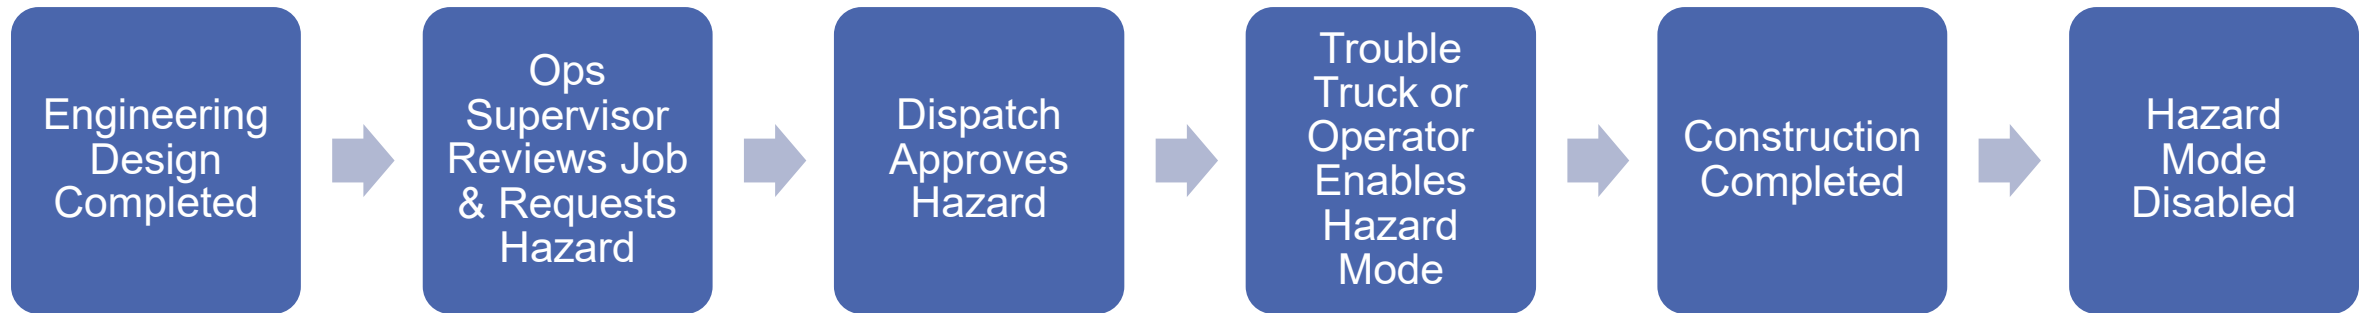 Engineering
Design
Completed
Ops
Supervisor
Reviews Job
& Requests
Hazard
Dispatch
Approves
Hazard
Trouble
Truck or
Operator
Enables
Hazard
Mode
Construction
Completed
Hazard
Mode
Disabled